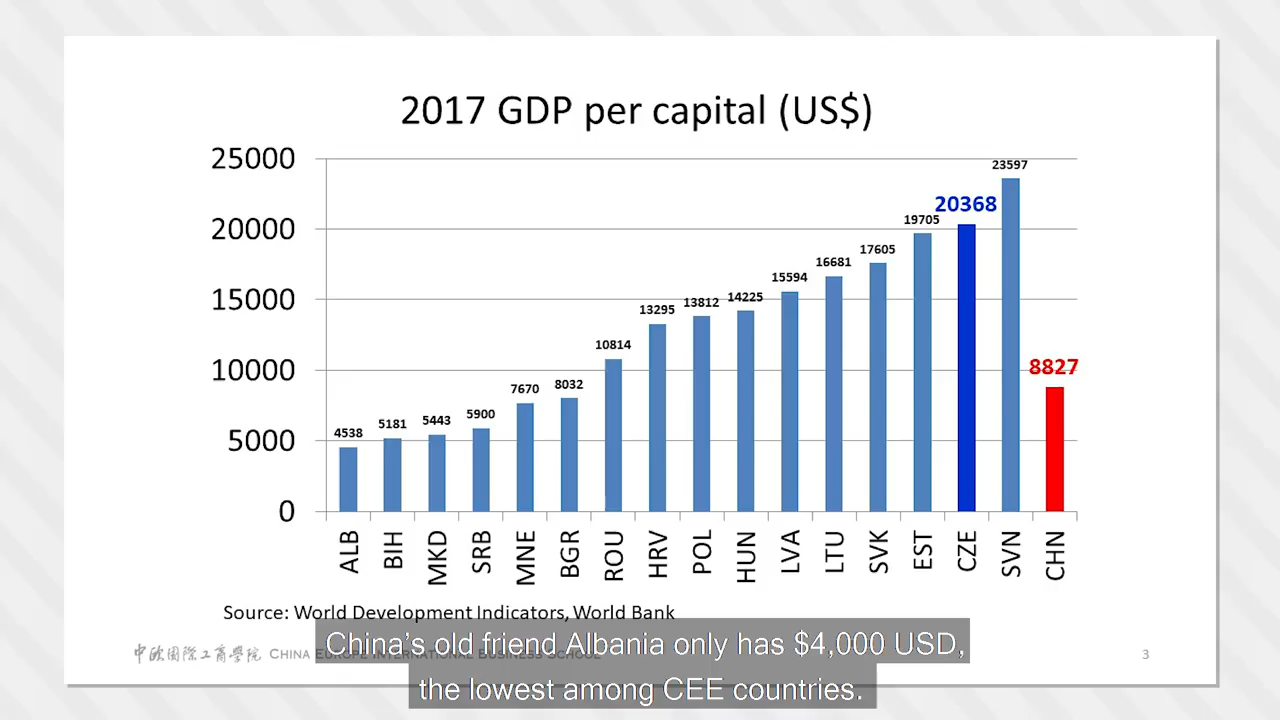 2017 GDP per capital (US$)
25000
20000
15000
10000
5000
0
4538
5181
5443
5900
7670
8032
10814
13295
13812
14225
15594
16681
17605
19705
20368
23597
8827
ALB
BIH
MKD
SRB
MNE
BGR
ROU
HRV
POL
HUN
LVA
LTU
SVK
EST
CZE
SVN
CHN
Source: World Development Indicators, World Bank
中欧國際工商學院 CHINA EUROPE INTERNATIONAL BUSINESS SCHOOL
3
China’s old friend Albania only has $4,000 USD,
the lowest among CEE countries.